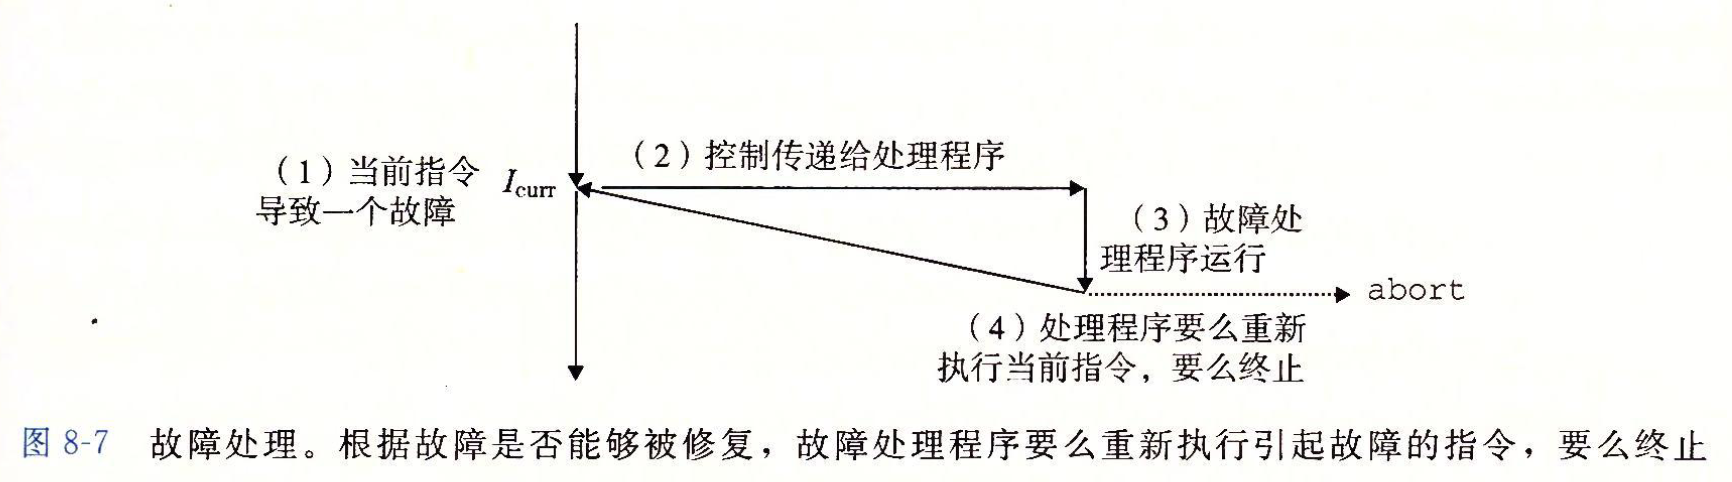 （1）当前指令
导致一个故障
Icurr
（2）控制传递给处理程序
（3）故障处
理程序运行
abort
（4）处理程序要么重新
执行当前指令，要么终止
图 8-7 故障处理。根据故障是否能够被修复，故障处理程序要么重新执行引起故障的指令，要么终止